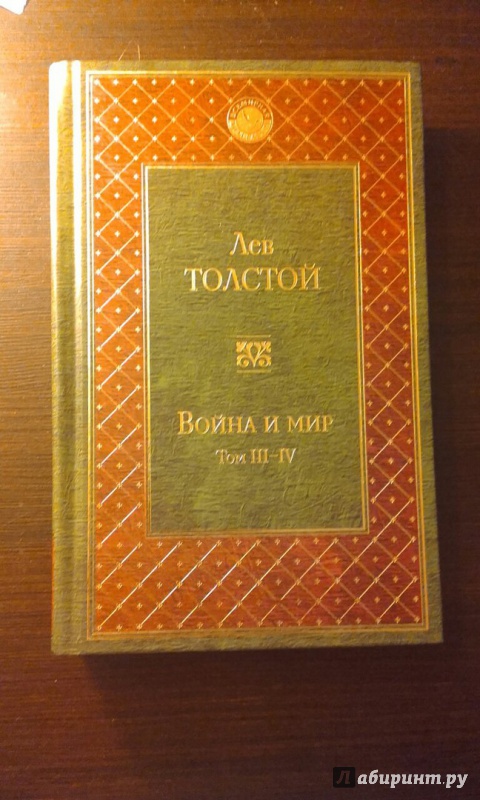 Лев
ТОЛСТОЙ
ВОЙНА И МИР
ТОМ III–IV
Лабиринт.ру